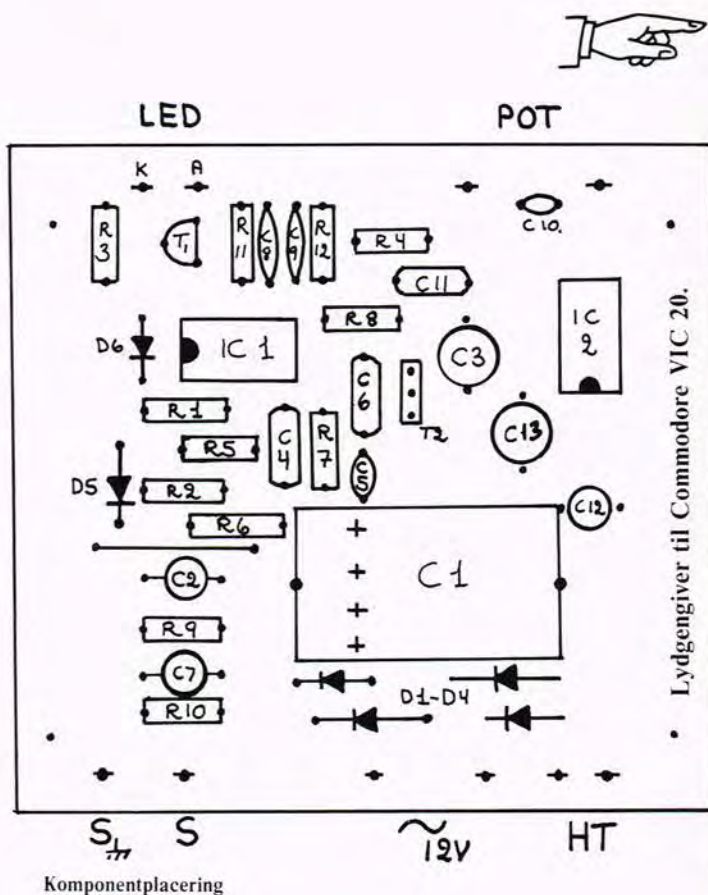 LED POT
K A
R3 T1 R11 C8 C9 R12 R4 C10.
C11
D6 IC 1 R8 C3 IC 2
R1 C6 T2
R5 C4 R7 C13
D5 R2 C5
R6 C12
C2 + + + + C1
R9
C7 D1-D4
R10
S S ~12V HT
Lydgengiver til Commodore VIC 20.
Komponentplacering